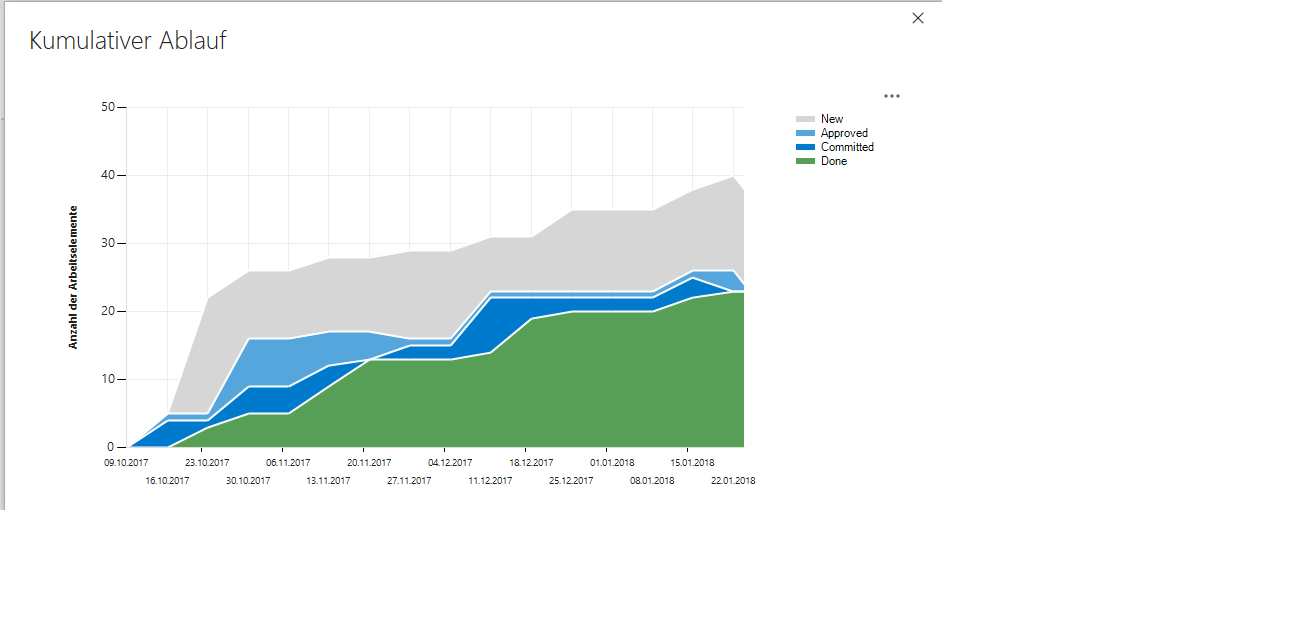 Kumulativer Ablauf
New
Approved
Committed
Done
Anzahl der Arbeitselemente
50
40
30
20
10
0
09.10.2017 23.10.2017 06.11.2017 20.11.2017 04.12.2017 18.12.2017 01.01.2018 15.01.2018
16.10.2017 30.10.2017 13.11.2017 27.11.2017 11.12.2017 25.12.2017 08.01.2018 22.01.2018